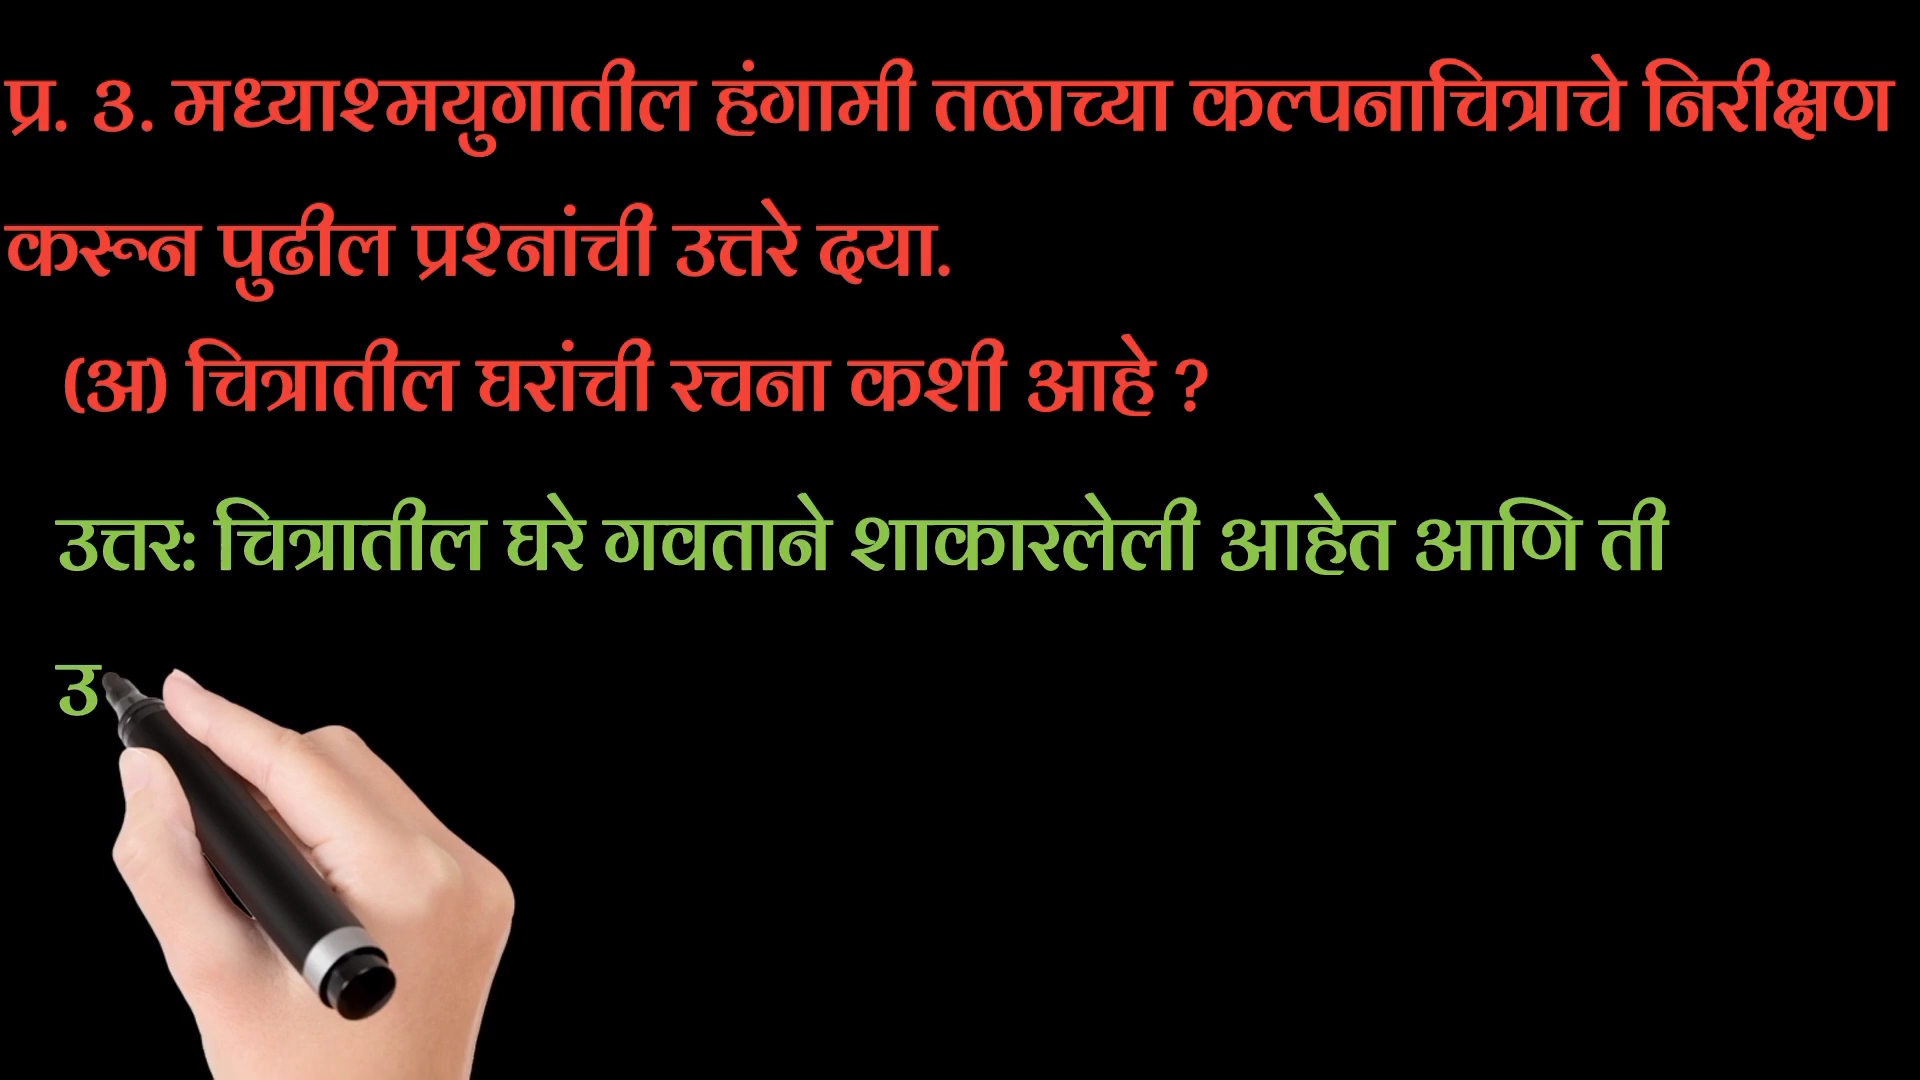 प्र. 3. मध्याश्मयुगातील हंगामी तळाच्या कल्पनाचित्राचे निरीक्षण
करून पुढील प्रश्नांची उत्तरे दया.
(अ) चित्रातील घरांची रचना कशी आहे ?
उत्तर: चित्रातील घरे गवताने शाकारलेली आहेत आणि ती
उ